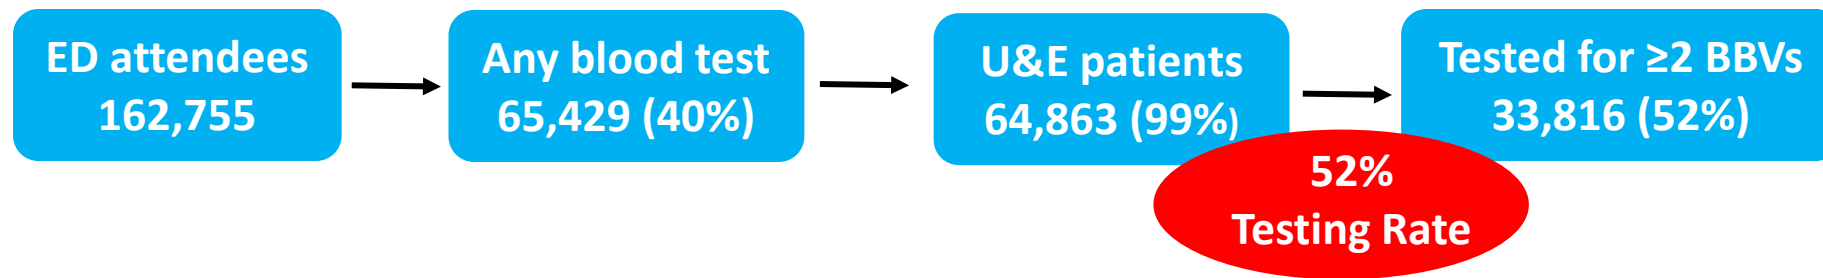 ED attendees
162,755
Any blood test
65,429 (40%)
U&E patients
64,863 (99%)
Tested for ≥2 BBVs
33,816 (52%)
52%
Testing Rate